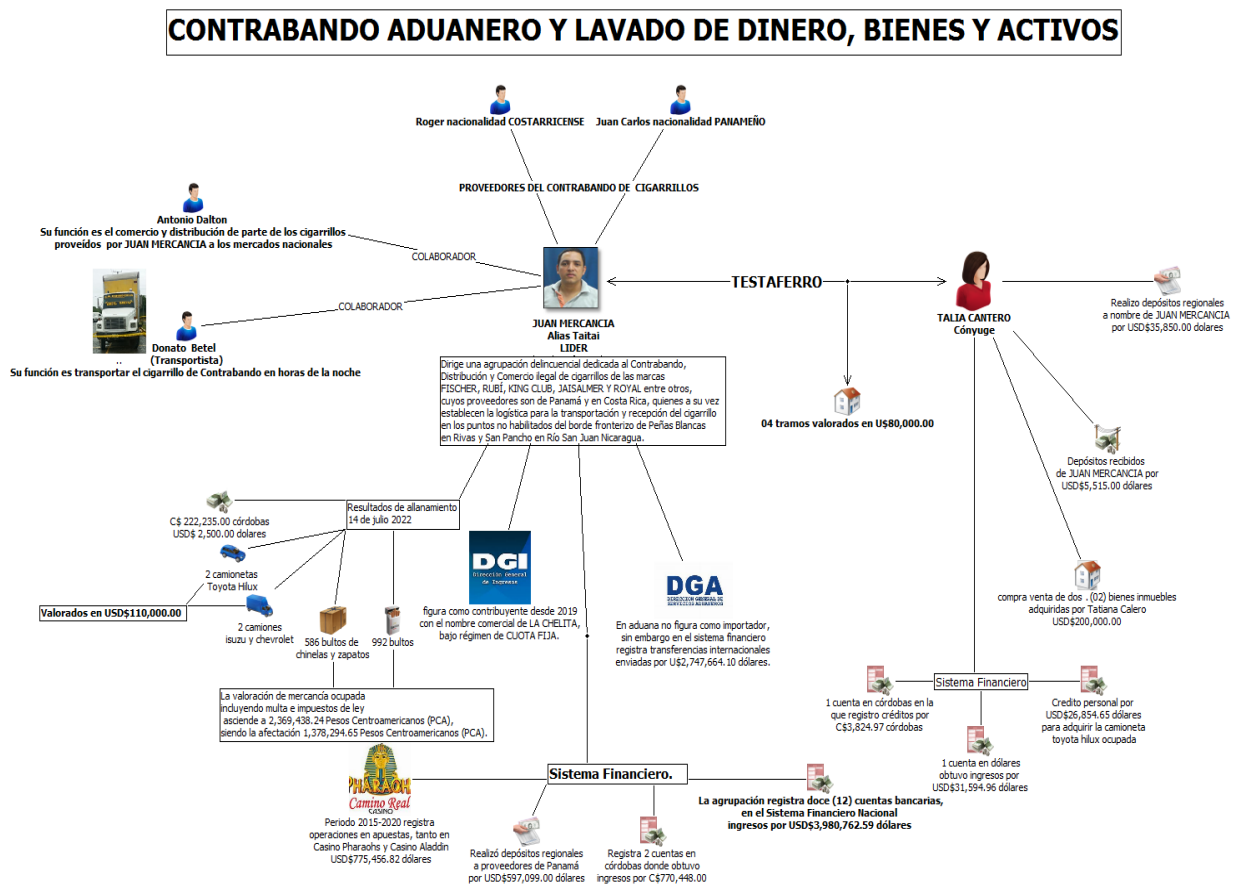 CONTRABANDO ADUANERO Y LAVADO DE DINERO, BIENES Y ACTIVOS
Roger nacionalidad COSTARRICENSE
Juan Carlos nacionalidad PANAMEÑO
PROVEEDORES DEL CONTRABANDO DE CIGARRILLOS
Antonio Dalton
Su función es el comercio y distribución de parte de los cigarrillos
proveídos por JUAN MERCANCIA a los mercados nacionales
COLABORADOR
COLABORADOR
..
Donato Betel
(Transportista)
Su función es transportar el cigarrillo de Contrabando en horas de la noche
JUAN MERCANCIA
Alias Taitai
LIDER
Dirige una agrupación delincuencial dedicada al Contrabando,
Distribución y Comercio ilegal de cigarrillos de las marcas
FISCHER, RUBÍ, KING CLUB, JAISALMER Y ROYAL entre otros,
cuyos proveedores son de Panamá y en Costa Rica, quienes a su vez
establecen la logística para la transportación y recepción del cigarrillo
en los puntos no habilitados del borde fronterizo de Peñas Blancas
en Rivas y San Pancho en Río San Juan Nicaragua.
TESTAFERRO
04 tramos valorados en U$80,000.00
TALIA CANTERO
Cónyuge
Realizo depósitos regionales
a nombre de JUAN MERCANCIA
por USD$35,850.00 dolares
Depósitos recibidos
de JUAN MERCANCIA por
USD$5,515.00 dólares
compra venta de dos . (02) bienes inmuebles
adquiridas por Tatiana Calero
USD$200,000.00
Sistema Financiero
1 cuenta en córdobas en la
que registro créditos por
C$3,824.97 córdobas
1 cuenta en dólares
obtuvo ingresos por
USD$31,594.96 dólares
Credito personal por
USD$26,854.65 dólares
para adquirir la camioneta
toyota hilux ocupada
Resultados de allanamiento
14 de julio 2022
C$ 222,235.00 córdobas
USD$ 2,500.00 dolares
2 camionetas
Toyota Hilux
Valorados en USD$110,000.00
2 camiones
isuzu y chevrolet
586 bultos de
chinelas y zapatos
992 bultos
La valoración de mercancía ocupada
incluyendo multa e impuestos de ley
asciende a 2,369,438.24 Pesos Centroamericanos (PCA),
siendo la afectación 1,378,294.65 Pesos Centroamericanos (PCA).
DGI
Dirección General
de Ingresos
figura como contribuyente desde 2019
con el nombre comercial de LA CHELITA,
bajo régimen de CUOTA FIJA.
DGA
DIRECCIÓN GENERAL DE
SERVICIOS ADUANEROS
En aduana no figura como importador,
sin embargo en el sistema financiero
registra transferencias internacionales
enviadas por U$2,747,664.10 dólares.
Sistema Financiero.
PHARAOH
Camino Real
CASINO
Periodo 2015-2020 registra
operaciones en apuestas, tanto en
Casino Pharaohs y Casino Aladdin
USD$775,456.82 dólares
Realizó depósitos regionales
a proveedores de Panamá
por USD$597,099.00 dólares
Registra 2 cuentas en
córdobas donde obtuvo
ingresos por C$770,448.00
La agrupación registra doce (12) cuentas bancarias,
en el Sistema Financiero Nacional
ingresos por USD$3,980,762.59 dólares